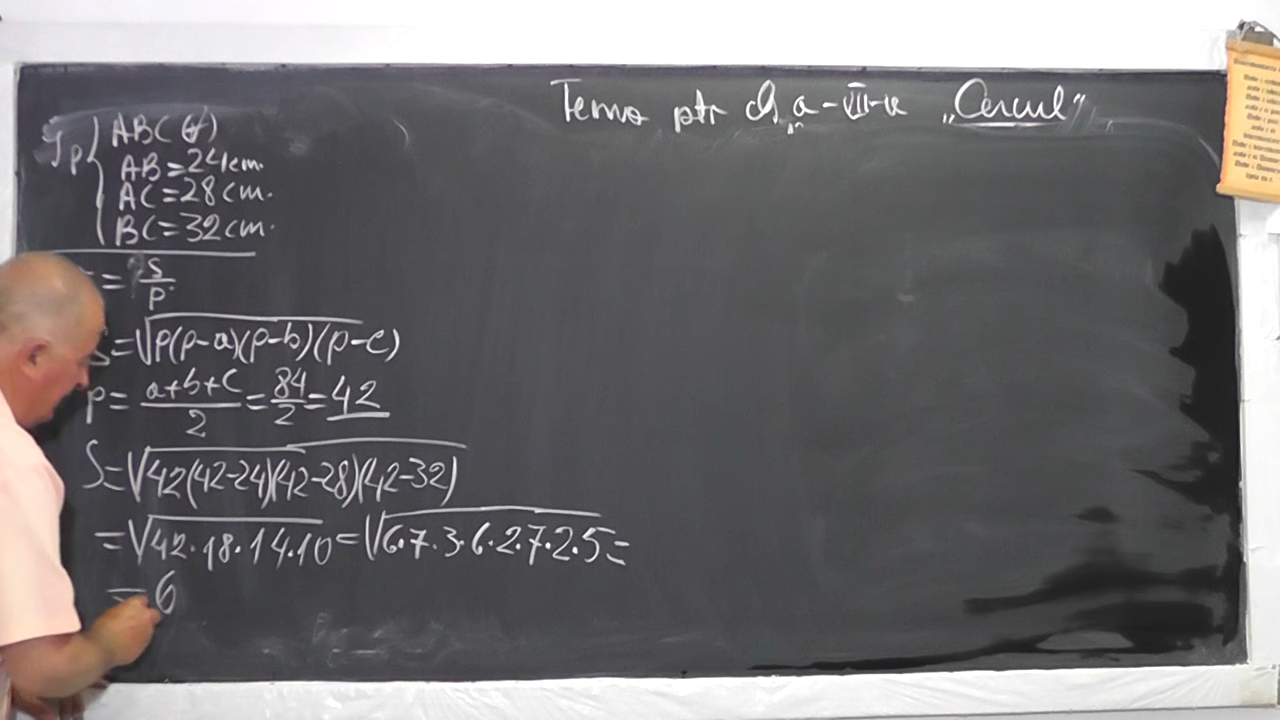 Tema ptr cl. a-VII-a „Cercul”
Ip { ABC (Δ)
AB=24cm.
AC=28cm.
BC=32cm.
= S/p
S=√p(p-a)(p-b)(p-c)
p= a+b+c/2=84/2=42
S=√42(42-24)(42-28)(42-32)
=√42.18.14.10=√6.7.3.6.2.7.2.5=
=6